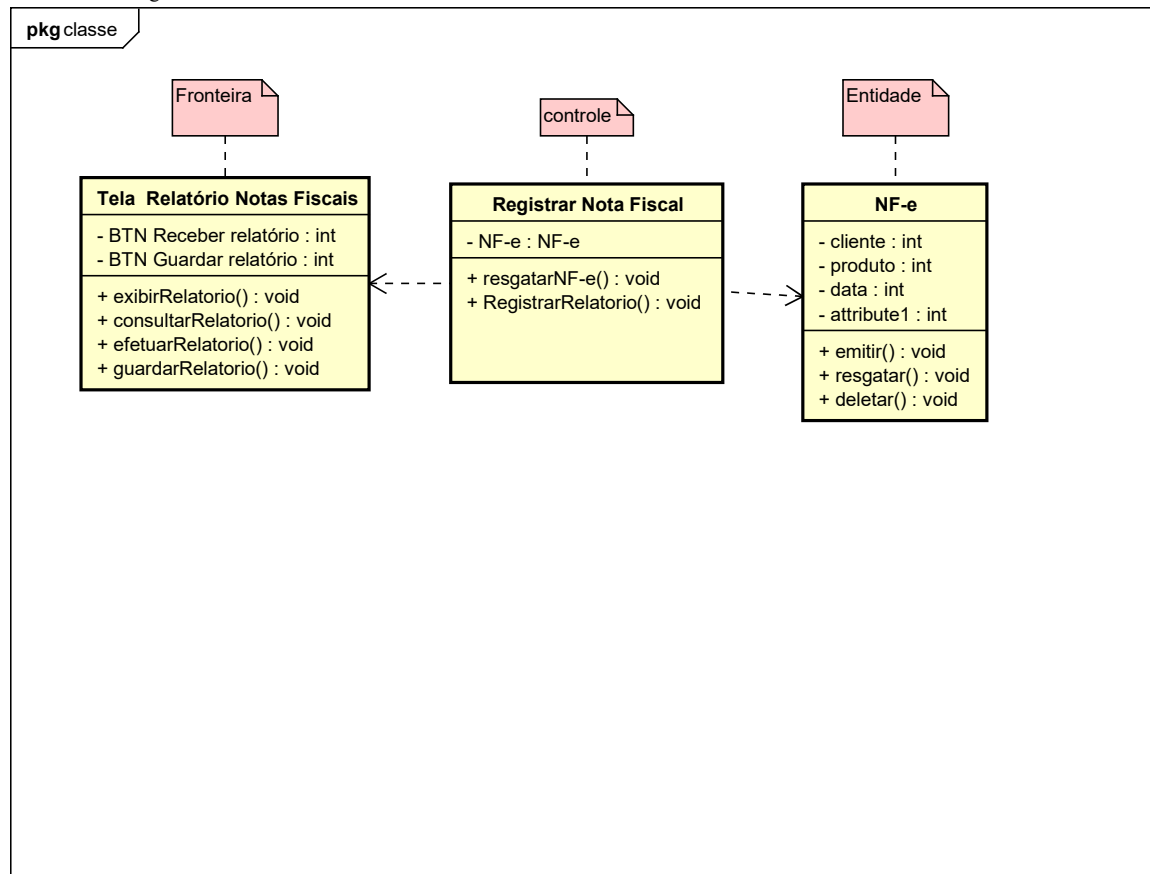 pkg classe
Fronteira
controle
Entidade
Tela Relatório Notas Fiscais
- BTN Receber relatório : int
- BTN Guardar relatório : int
+ exibirRelatorio() : void
+ consultarRelatorio() : void
+ efetuarRelatorio() : void
+ guardarRelatorio() : void
Registrar Nota Fiscal
- NF-e : NF-e
+ resgatarNF-e() : void
+ RegistrarRelatorio() : void
NF-e
- cliente : int
- produto : int
- data : int
- attribute1 : int
+ emitir() : void
+ resgatar() : void
+ deletar() : void